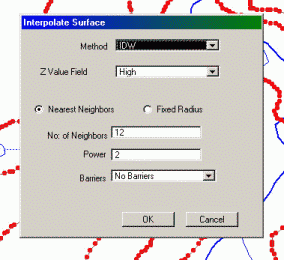 Interpolate Surface
Method IDW
Z Value Field High
Nearest Neighbors Fixed Radius
No: of Neighbors 12
Power 2
Barriers No Barriers
OK Cancel